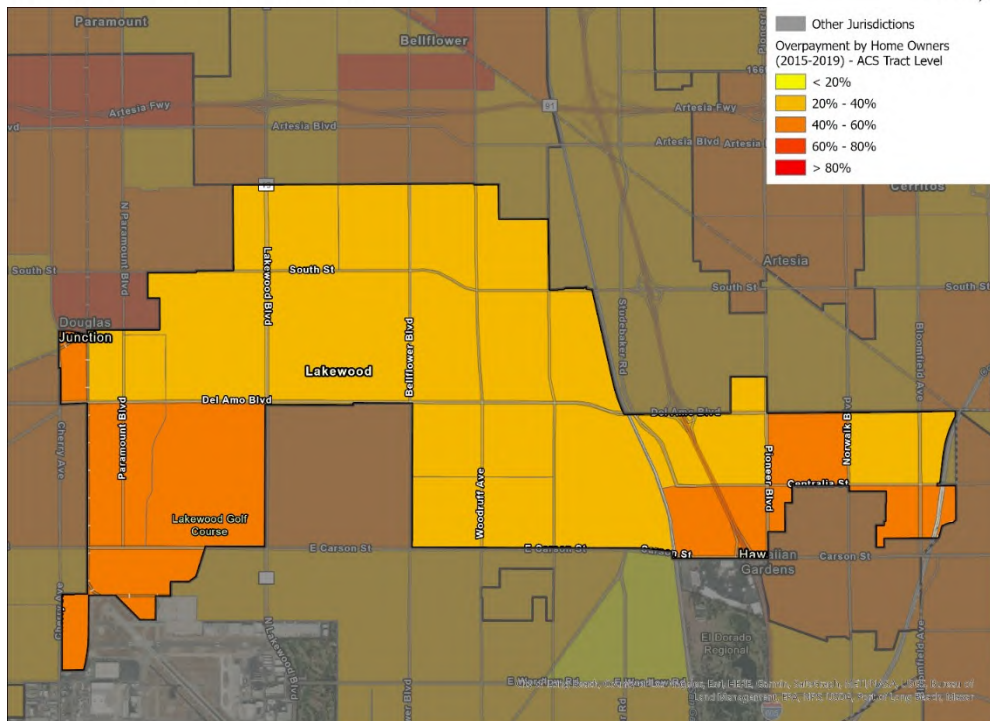 Other Jurisdictions
Overpayment by Home Owners
(2015-2019) - ACS Tract Level
< 20%
20% - 40%
40% - 60%
60% - 80%
> 80%
Paramount
Bellflower
Artesia Fwy
91
Artesia Fwy
Artesia Blvd
Artesia Blvd
Cerritos
N Paramount Blvd
South St
Lakewood Blvd
South St
Artesia
South St
South St
Douglas
Junction
Bellflower Blvd
Studebaker Rd
Bloomfield Ave
Lakewood
Del Amo Blvd
Del Amo Blvd
Paramount Blvd
Cherry Ave
Woodruff Ave
Pioneer Blvd
Norwalk B
Centralia St
Lakewood Golf
Course
E Carson St
E Carson St
Carson St
Carson St
Hawaiian
Gardens
N Lakewood Blvd
El Dorado
Regional
Bloomfield Ave